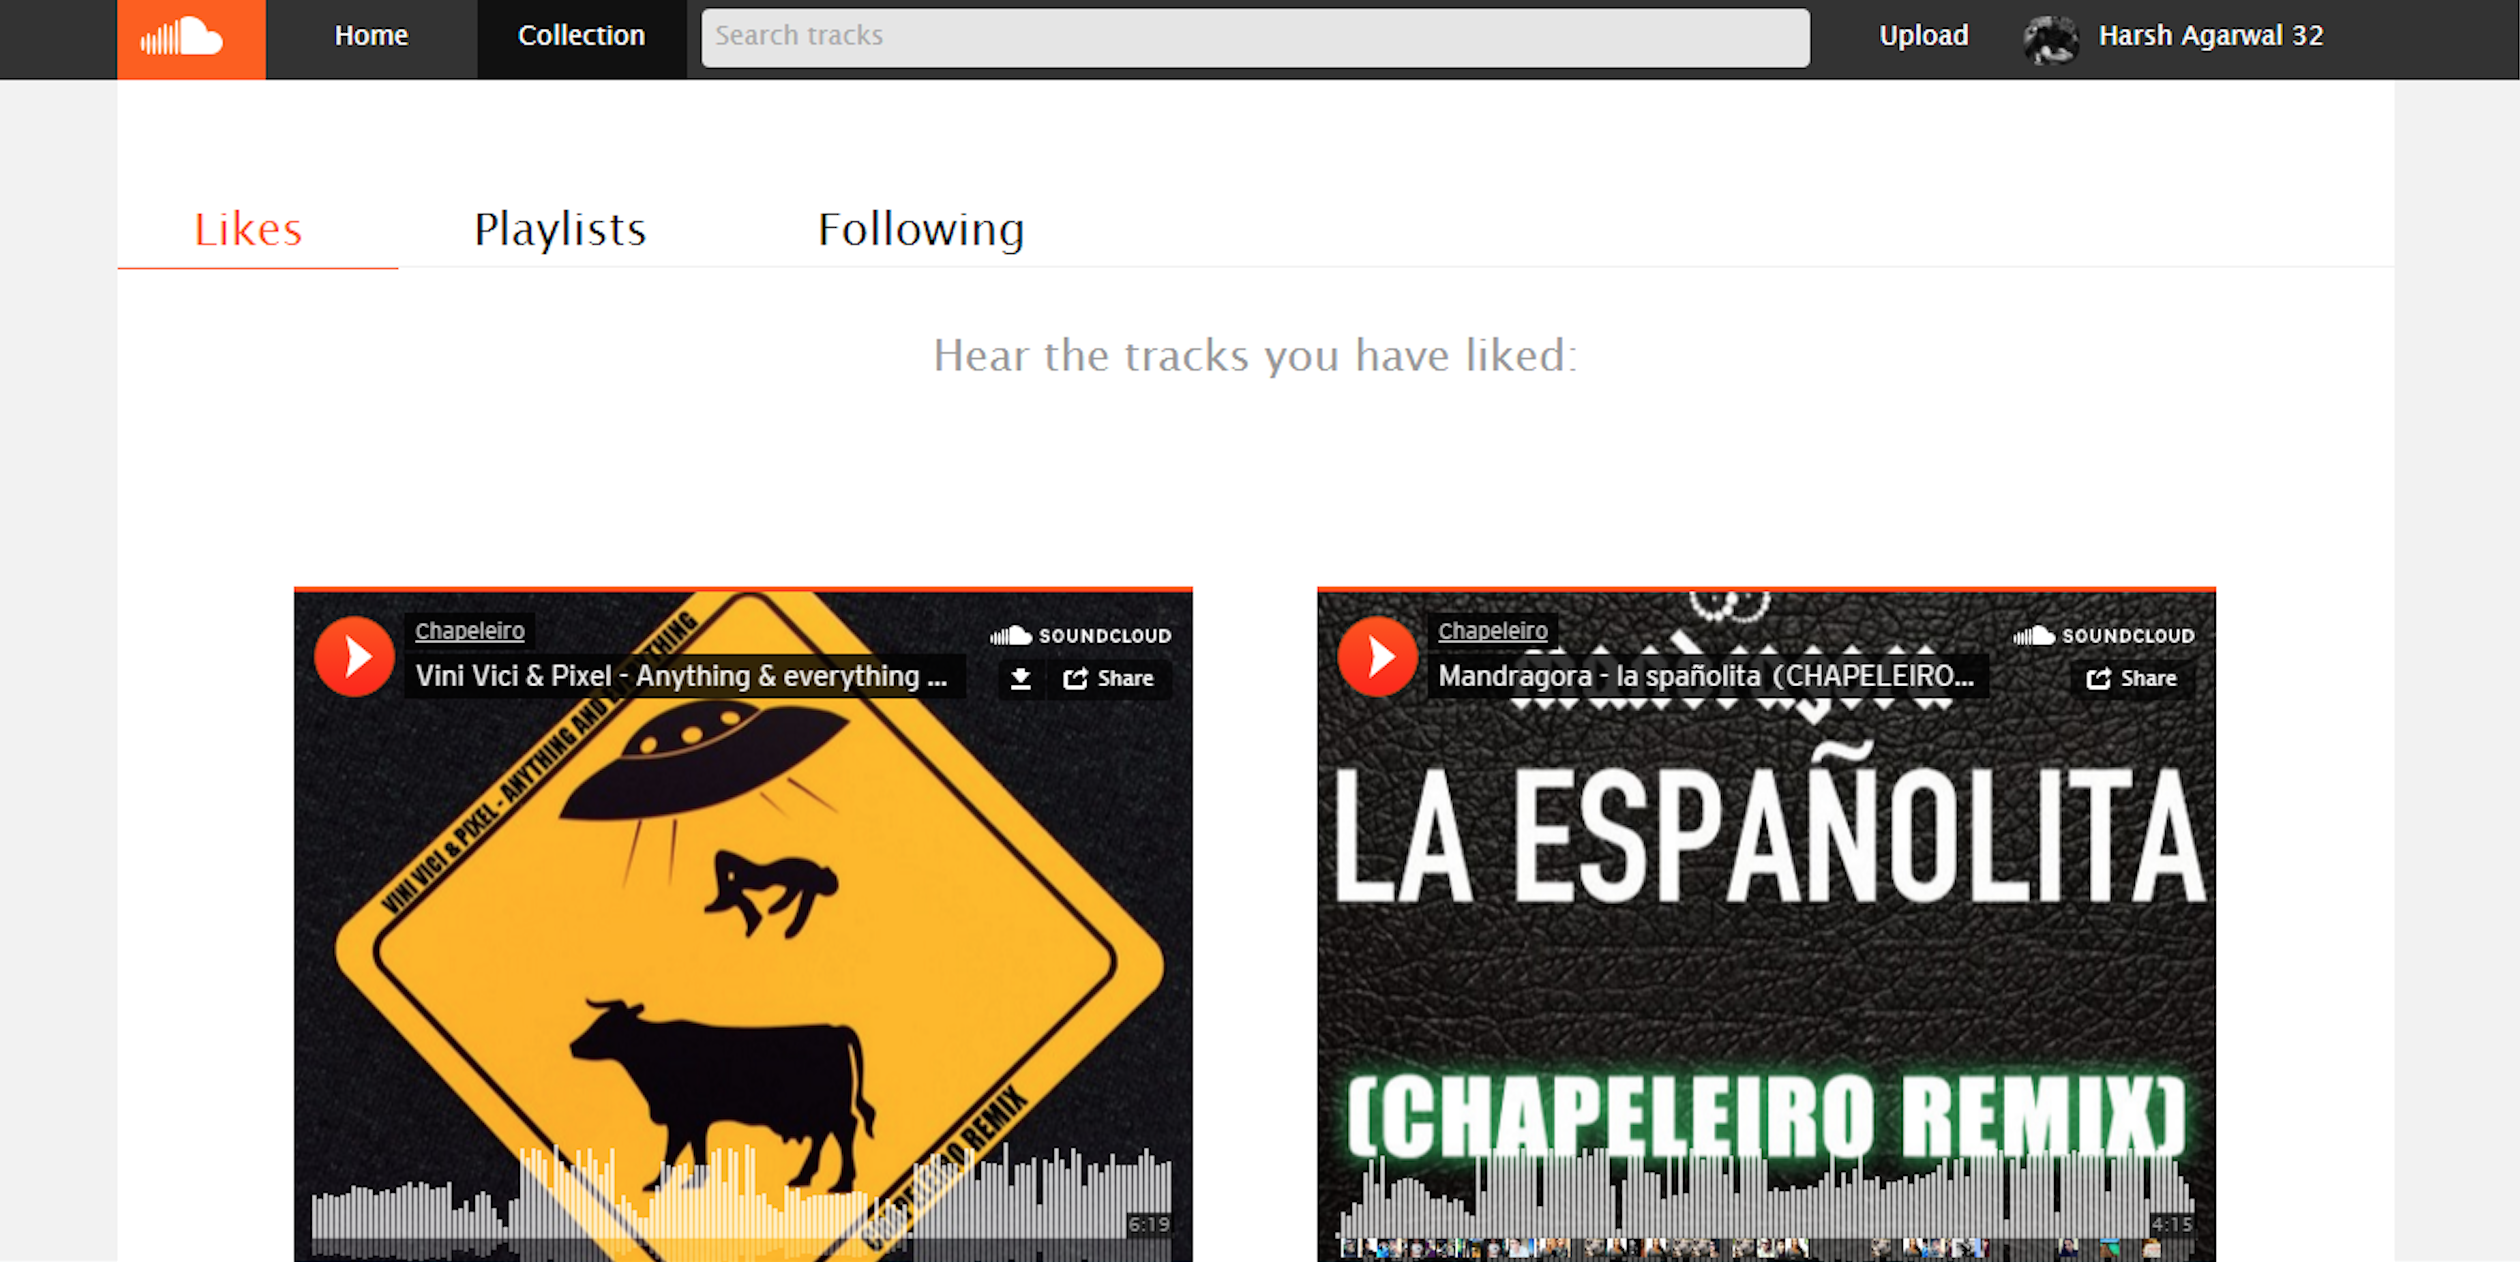 Home
Collection
Search tracks
Upload
Harsh Agarwal 32
Likes
Playlists
Following
Hear the tracks you have liked:
Chapeleiro
SOUNDCLOUD
Vini Vici & Pixel - Anything & everything ...
Share
VINI VICI & PIXEL - ANYTHING AND EVERYTHING
CHAPELEIRO REMIX
6:19
Chapeleiro
SOUNDCLOUD
Mandragora - la spañolita (CHAPELEIRO...
Share
mandragora
LA ESPAÑOLITA
(CHAPELEIRO REMIX)
4:15